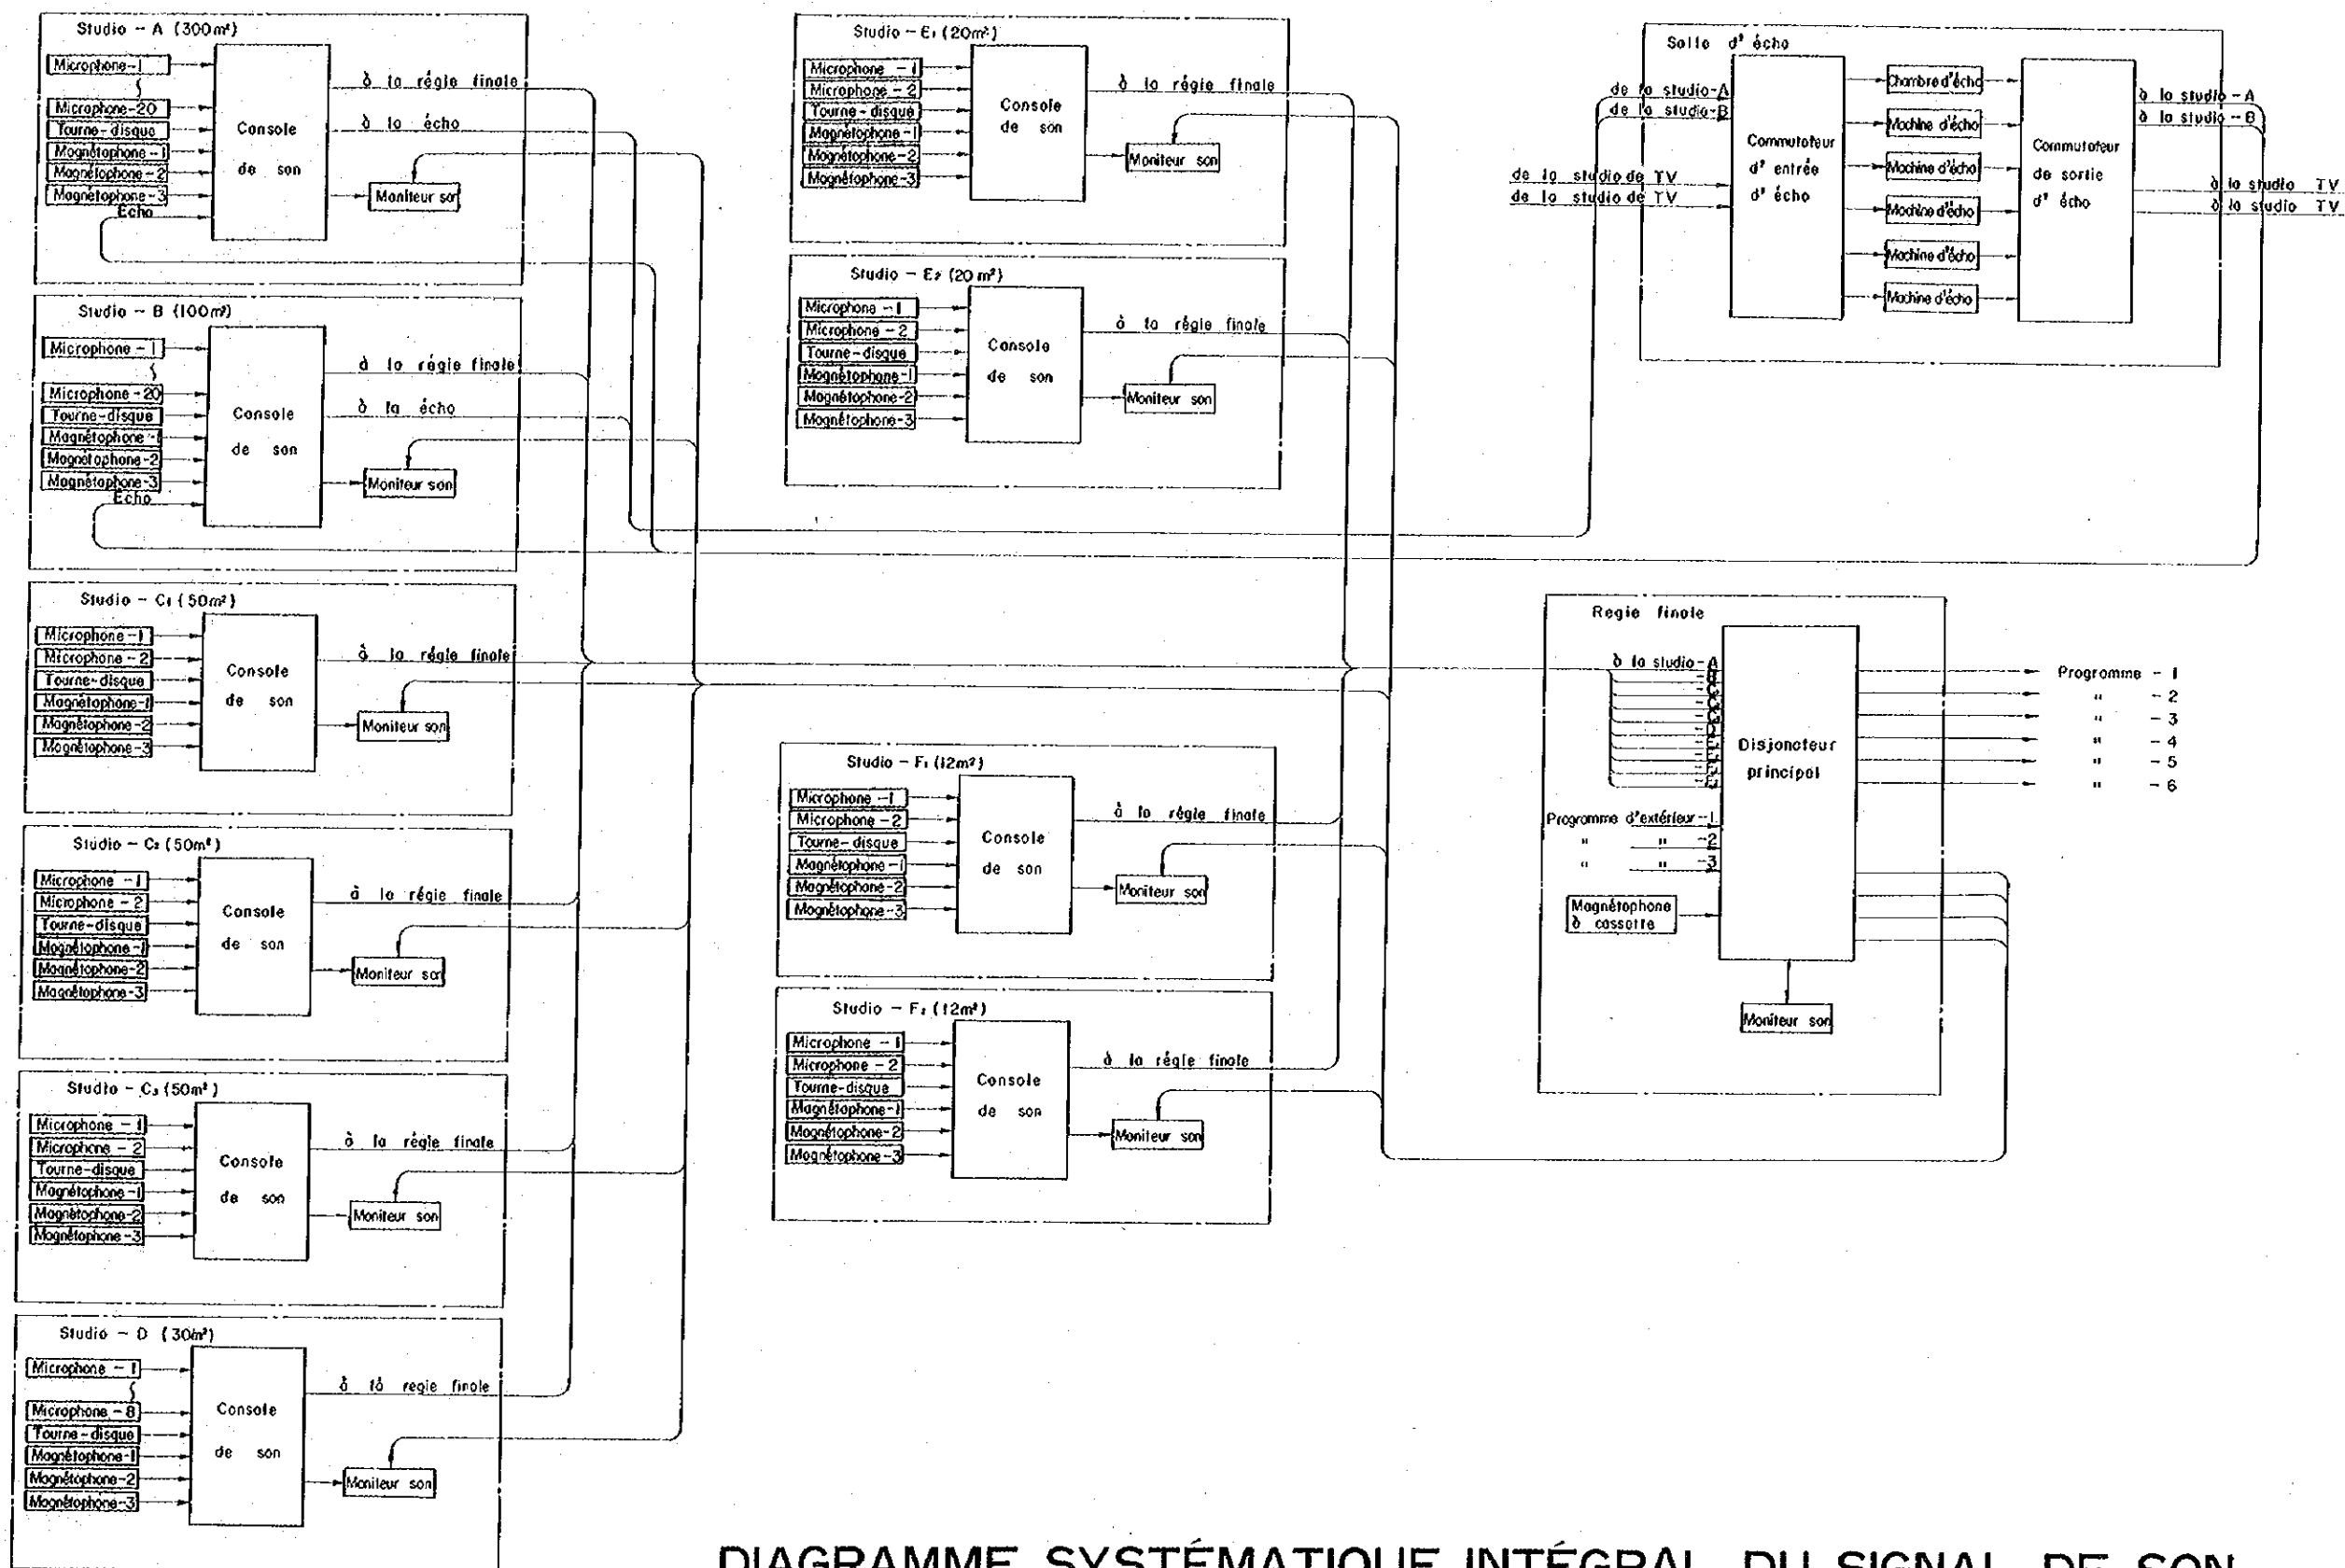 Studio - A (300m²)
Microphone-1
Microphone-20
Tourne-disque
Magnétophone-1
Magnétophone-2
Magnétophone-3
Echo
Console
de son
à la régie finale
à la écho
Moniteur son
Studio - B (100m²)
Microphone-1
Microphone-20
Tourne-disque
Magnétophone-1
Magnétophone-2
Magnétophone-3
Echo
Console
de son
à la régie finale
à la écho
Moniteur son
Studio - C₁ (50m²)
Microphone-1
Microphone-2
Tourne-disque
Magnétophone-1
Magnétophone-2
Magnétophone-3
Console
de son
à la régie finale
Moniteur son
Studio - C₂ (50m²)
Microphone-1
Microphone-2
Tourne-disque
Magnétophone-1
Magnétophone-2
Magnétophone-3
Console
de son
à la régie finale
Moniteur son
Studio - C₃ (50m²)
Microphone-1
Microphone-2
Tourne-disque
Magnétophone-1
Magnétophone-2
Magnétophone-3
Console
de son
à la régie finale
Moniteur son
Studio - D (30m²)
Microphone-1
Microphone-8
Tourne-disque
Magnétophone-1
Magnétophone-2
Magnétophone-3
Console
de son
à la regie finale
Moniteur son
Studio - E₁ (20m²)
Microphone-1
Microphone-2
Tourne-disque
Magnétophone-1
Magnétophone-2
Magnétophone-3
Console
de son
à la régie finale
Moniteur son
Studio - E₂ (20m²)
Microphone-1
Microphone-2
Tourne-disque
Magnétophone-1
Magnétophone-2
Magnétophone-3
Console
de son
à la régie finale
Moniteur son
Studio - F₁ (12m²)
Microphone-1
Microphone-2
Tourne-disque
Magnétophone-1
Magnétophone-2
Magnétophone-3
Console
de son
à la régie finale
Moniteur son
Studio - F₂ (12m²)
Microphone-1
Microphone-2
Tourne-disque
Magnétophone-1
Magnétophone-2
Magnétophone-3
Console
de son
à la régie finale
Moniteur son
Salle d'écho
de la studio-A
de la studio-B
de la studio de TV
de la studio de TV
Commutateur
d'entrée
d'écho
Chambre d'écho
Machine d'écho
Machine d'écho
Machine d'écho
Machine d'écho
Machine d'écho
Commutateur
de sortie
d'écho
à la studio-A
à la studio-B
à la studio TV
à la studio TV
Regie finale
à la studio-A
Programme d'extérieur-1
" " -2
" " -3
Magnétophone
à cassette
Disjoncteur
principal
Moniteur son
Programme - 1
" - 2
" - 3
" - 4
" - 5
" - 6
DIAGRAMME SYSTÉMATIQUE INTÉGRAL DU SIGNAL DE SON